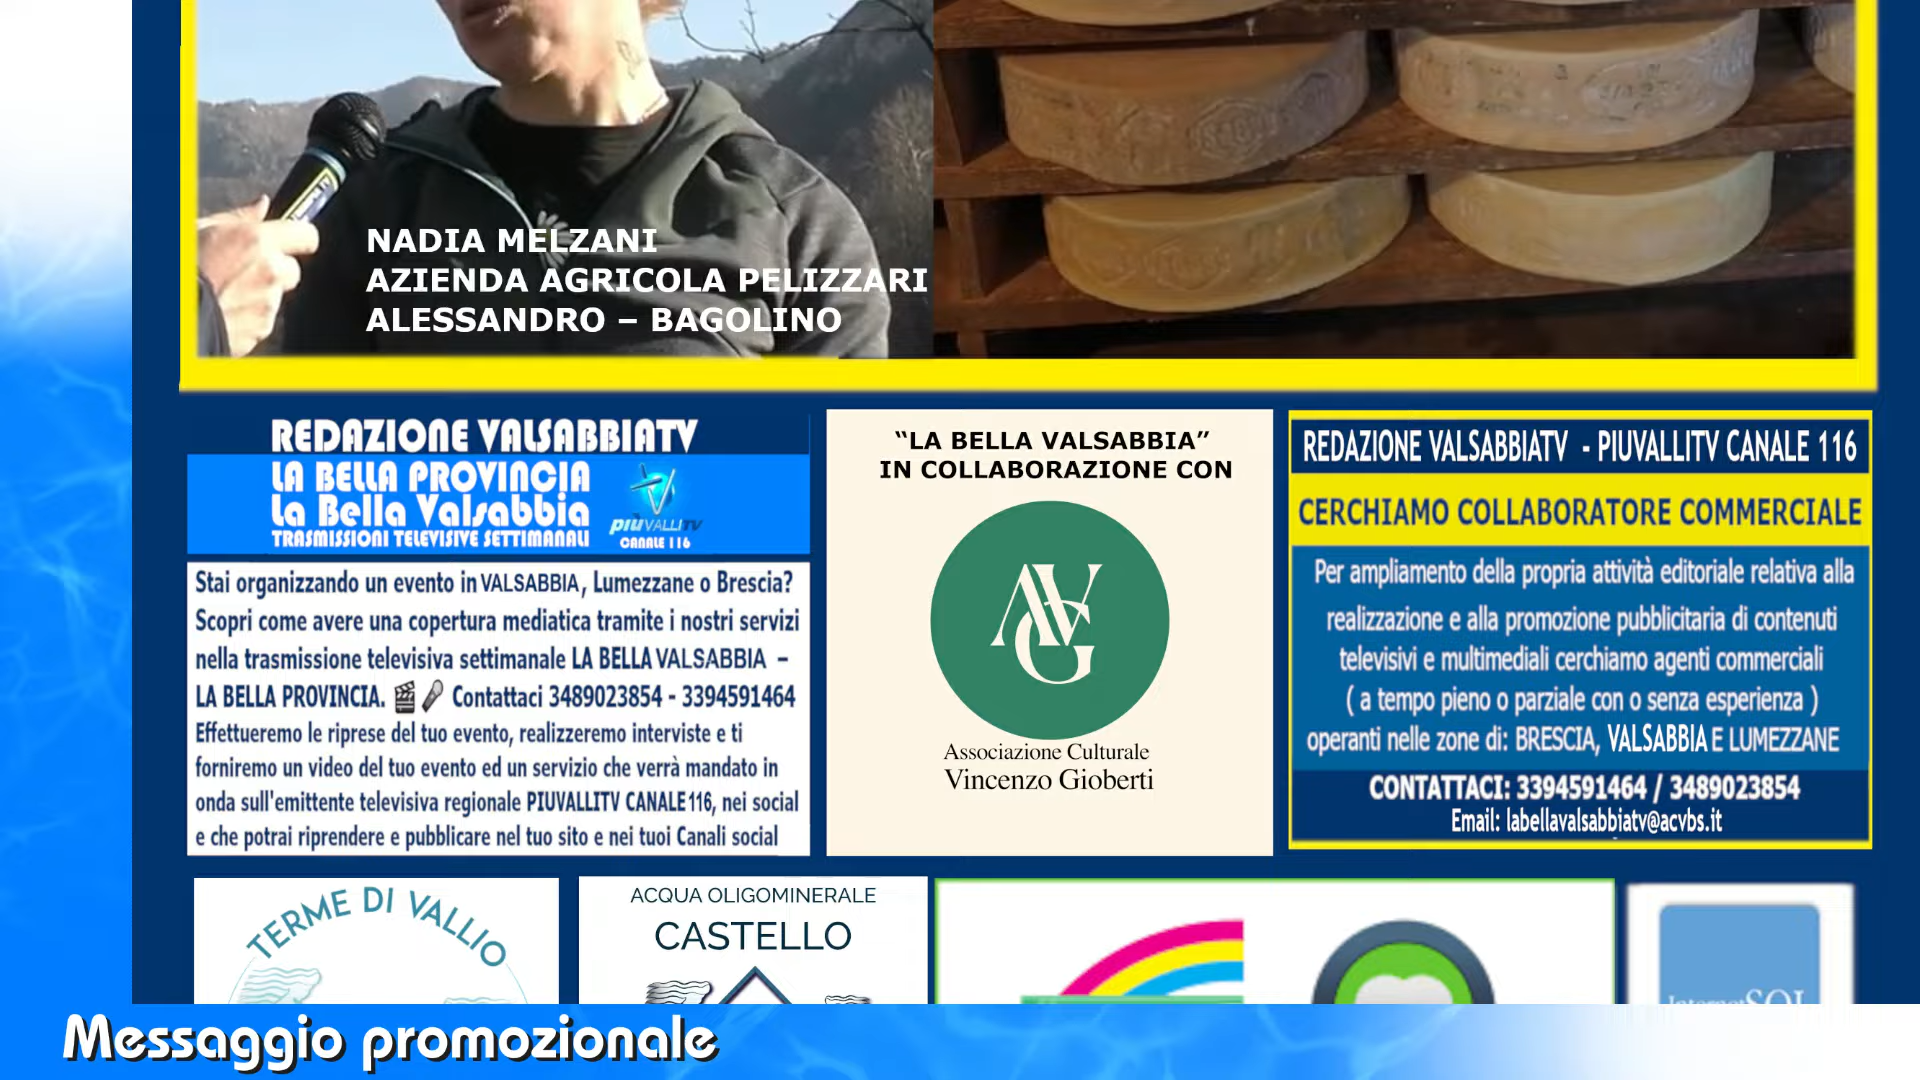 NADIA MELZANI
AZIENDA AGRICOLA PELIZZARI
ALESSANDRO – BAGOLINO
REDAZIONE VALSABBIATV
LA BELLA PROVINCIA
La Bella Valsabbia
TRASMISSIONI TELEVISIVE SETTIMANALI
PIÙVALLITV
CANALE 116
Stai organizzando un evento in VALSABBIA, Lumezzane o Brescia?
Scopri come avere una copertura mediatica tramite i nostri servizi
nella trasmissione televisiva settimanale LA BELLA VALSABBIA –
LA BELLA PROVINCIA. 🎬🎤 Contattaci 3489023854 - 3394591464
Effettueremo le riprese del tuo evento, realizzeremo interviste e ti
forniremo un video del tuo evento ed un servizio che verrà mandato in
onda sull'emittente televisiva regionale PIUVALLITV CANALE 116, nei social
e che potrai riprendere e pubblicare nel tuo sito e nei tuoi Canali social
“LA BELLA VALSABBIA”
IN COLLABORAZIONE CON
AVG
Associazione Culturale
Vincenzo Gioberti
REDAZIONE VALSABBIATV - PIUVALLITV CANALE 116
CERCHIAMO COLLABORATORE COMMERCIALE
Per ampliamento della propria attività editoriale relativa alla
realizzazione e alla promozione pubblicitaria di contenuti
televisivi e multimediali cerchiamo agenti commerciali
( a tempo pieno o parziale con o senza esperienza )
operanti nelle zone di: BRESCIA, VALSABBIA E LUMEZZANE
CONTATTACI: 3394591464 / 3489023854
Email: labellavalsabbiatv@acvbs.it
TERME DI VALLIO
ACQUA OLIGOMINERALE
CASTELLO
InternetSOL
Messaggio promozionale